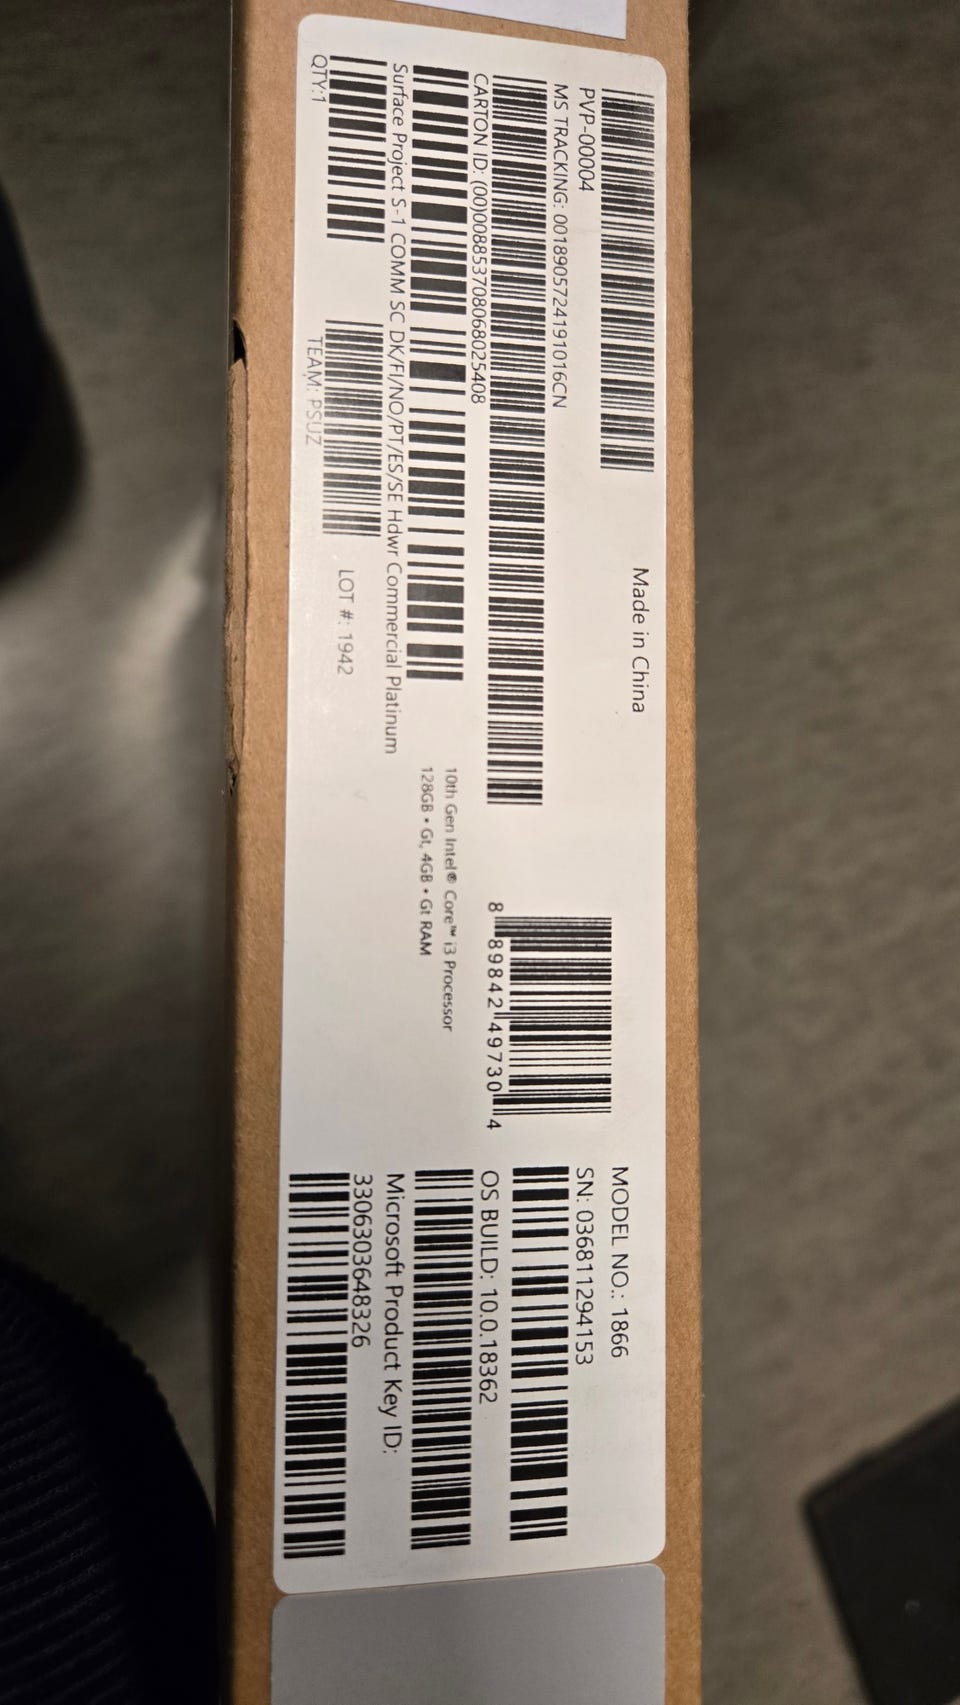 Made in China
PVP-00004
MS TRACKING: 0018905724191016CN
CARTON ID: (00)008853708068025408
Surface Project S-1 COMM SC DK/FI/NO/PT/ES/SE Hdwr Commercial Platinum
QTY:1
TEAM: PSUZ
LOT #: 1942
8 89842 49730 4
10th Gen Intel® Core™ i3 Processor
128GB • Gt, 4GB • Gt RAM
MODEL NO.: 1866
SN: 036811294153
OS BUILD: 10.0.18362
Microsoft Product Key ID:
3306303648326